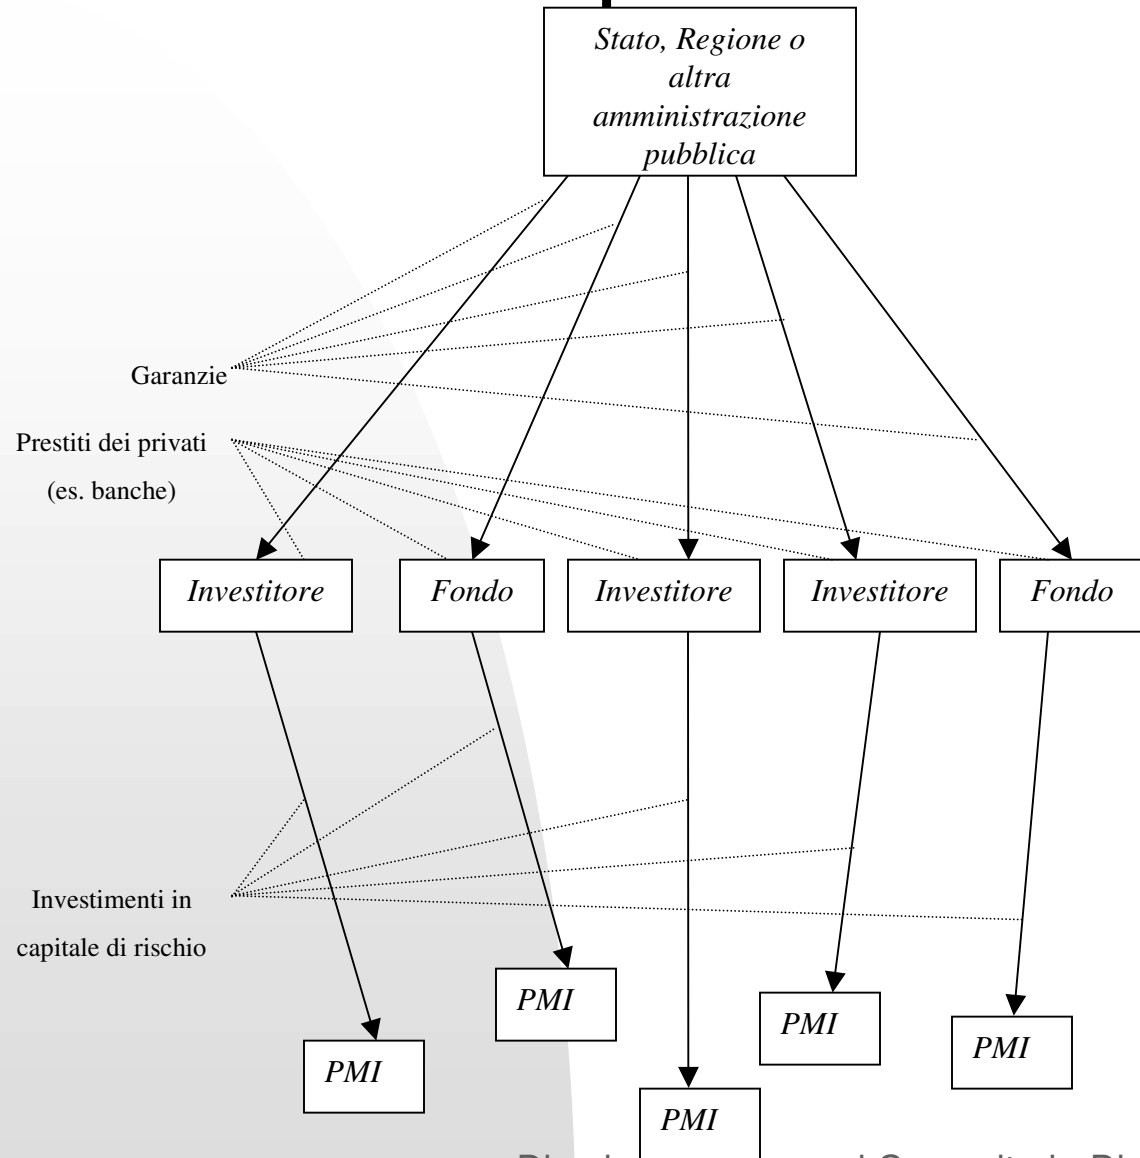 Stato, Regione o
altra
amministrazione
pubblica
Garanzie
Prestiti dei privati
(es. banche)
Investitore
Fondo
Investitore
Investitore
Fondo
Investimenti in
capitale di rischio
PMI
PMI
PMI
PMI
PMI